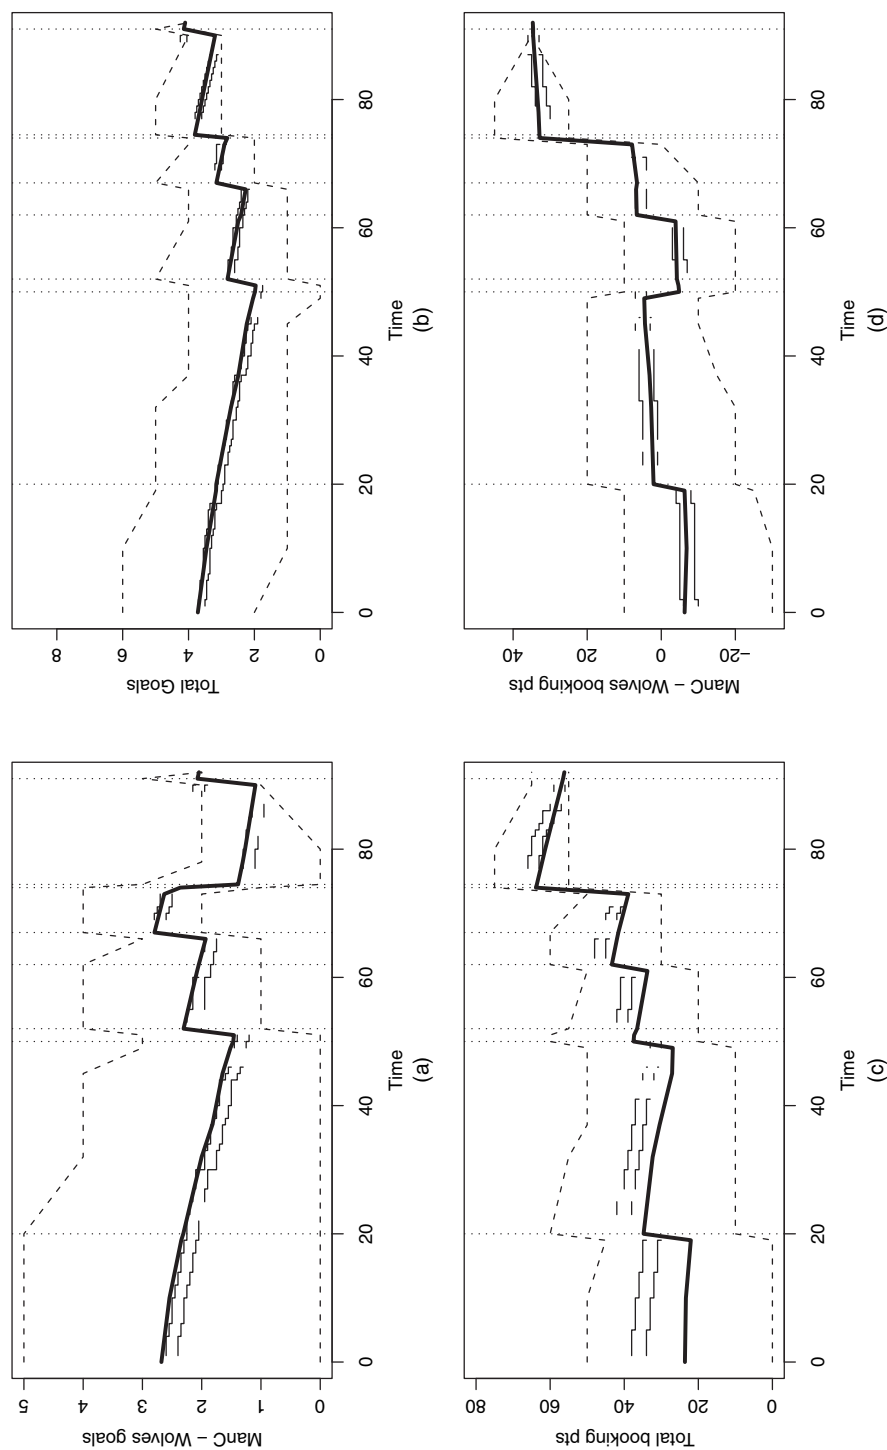 ManC – Wolves goals
0 1 2 3 4 5
0 20 40 60 80
Time
(a)
Total Goals
0 2 4 6 8
0 20 40 60 80
Time
(b)
Total booking pts
0 20 40 60 80
0 20 40 60 80
Time
(c)
ManC – Wolves booking pts
–20 0 20 40
0 20 40 60 80
Time
(d)